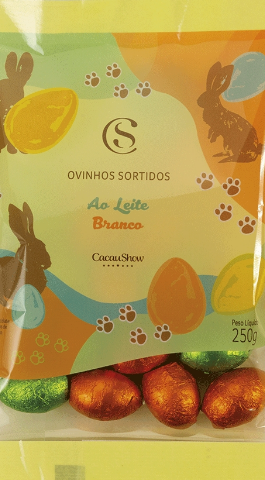 CS
OVINHOS SORTIDOS
Ao Leite
Branco
CacauShow
Peso Líquido
250g